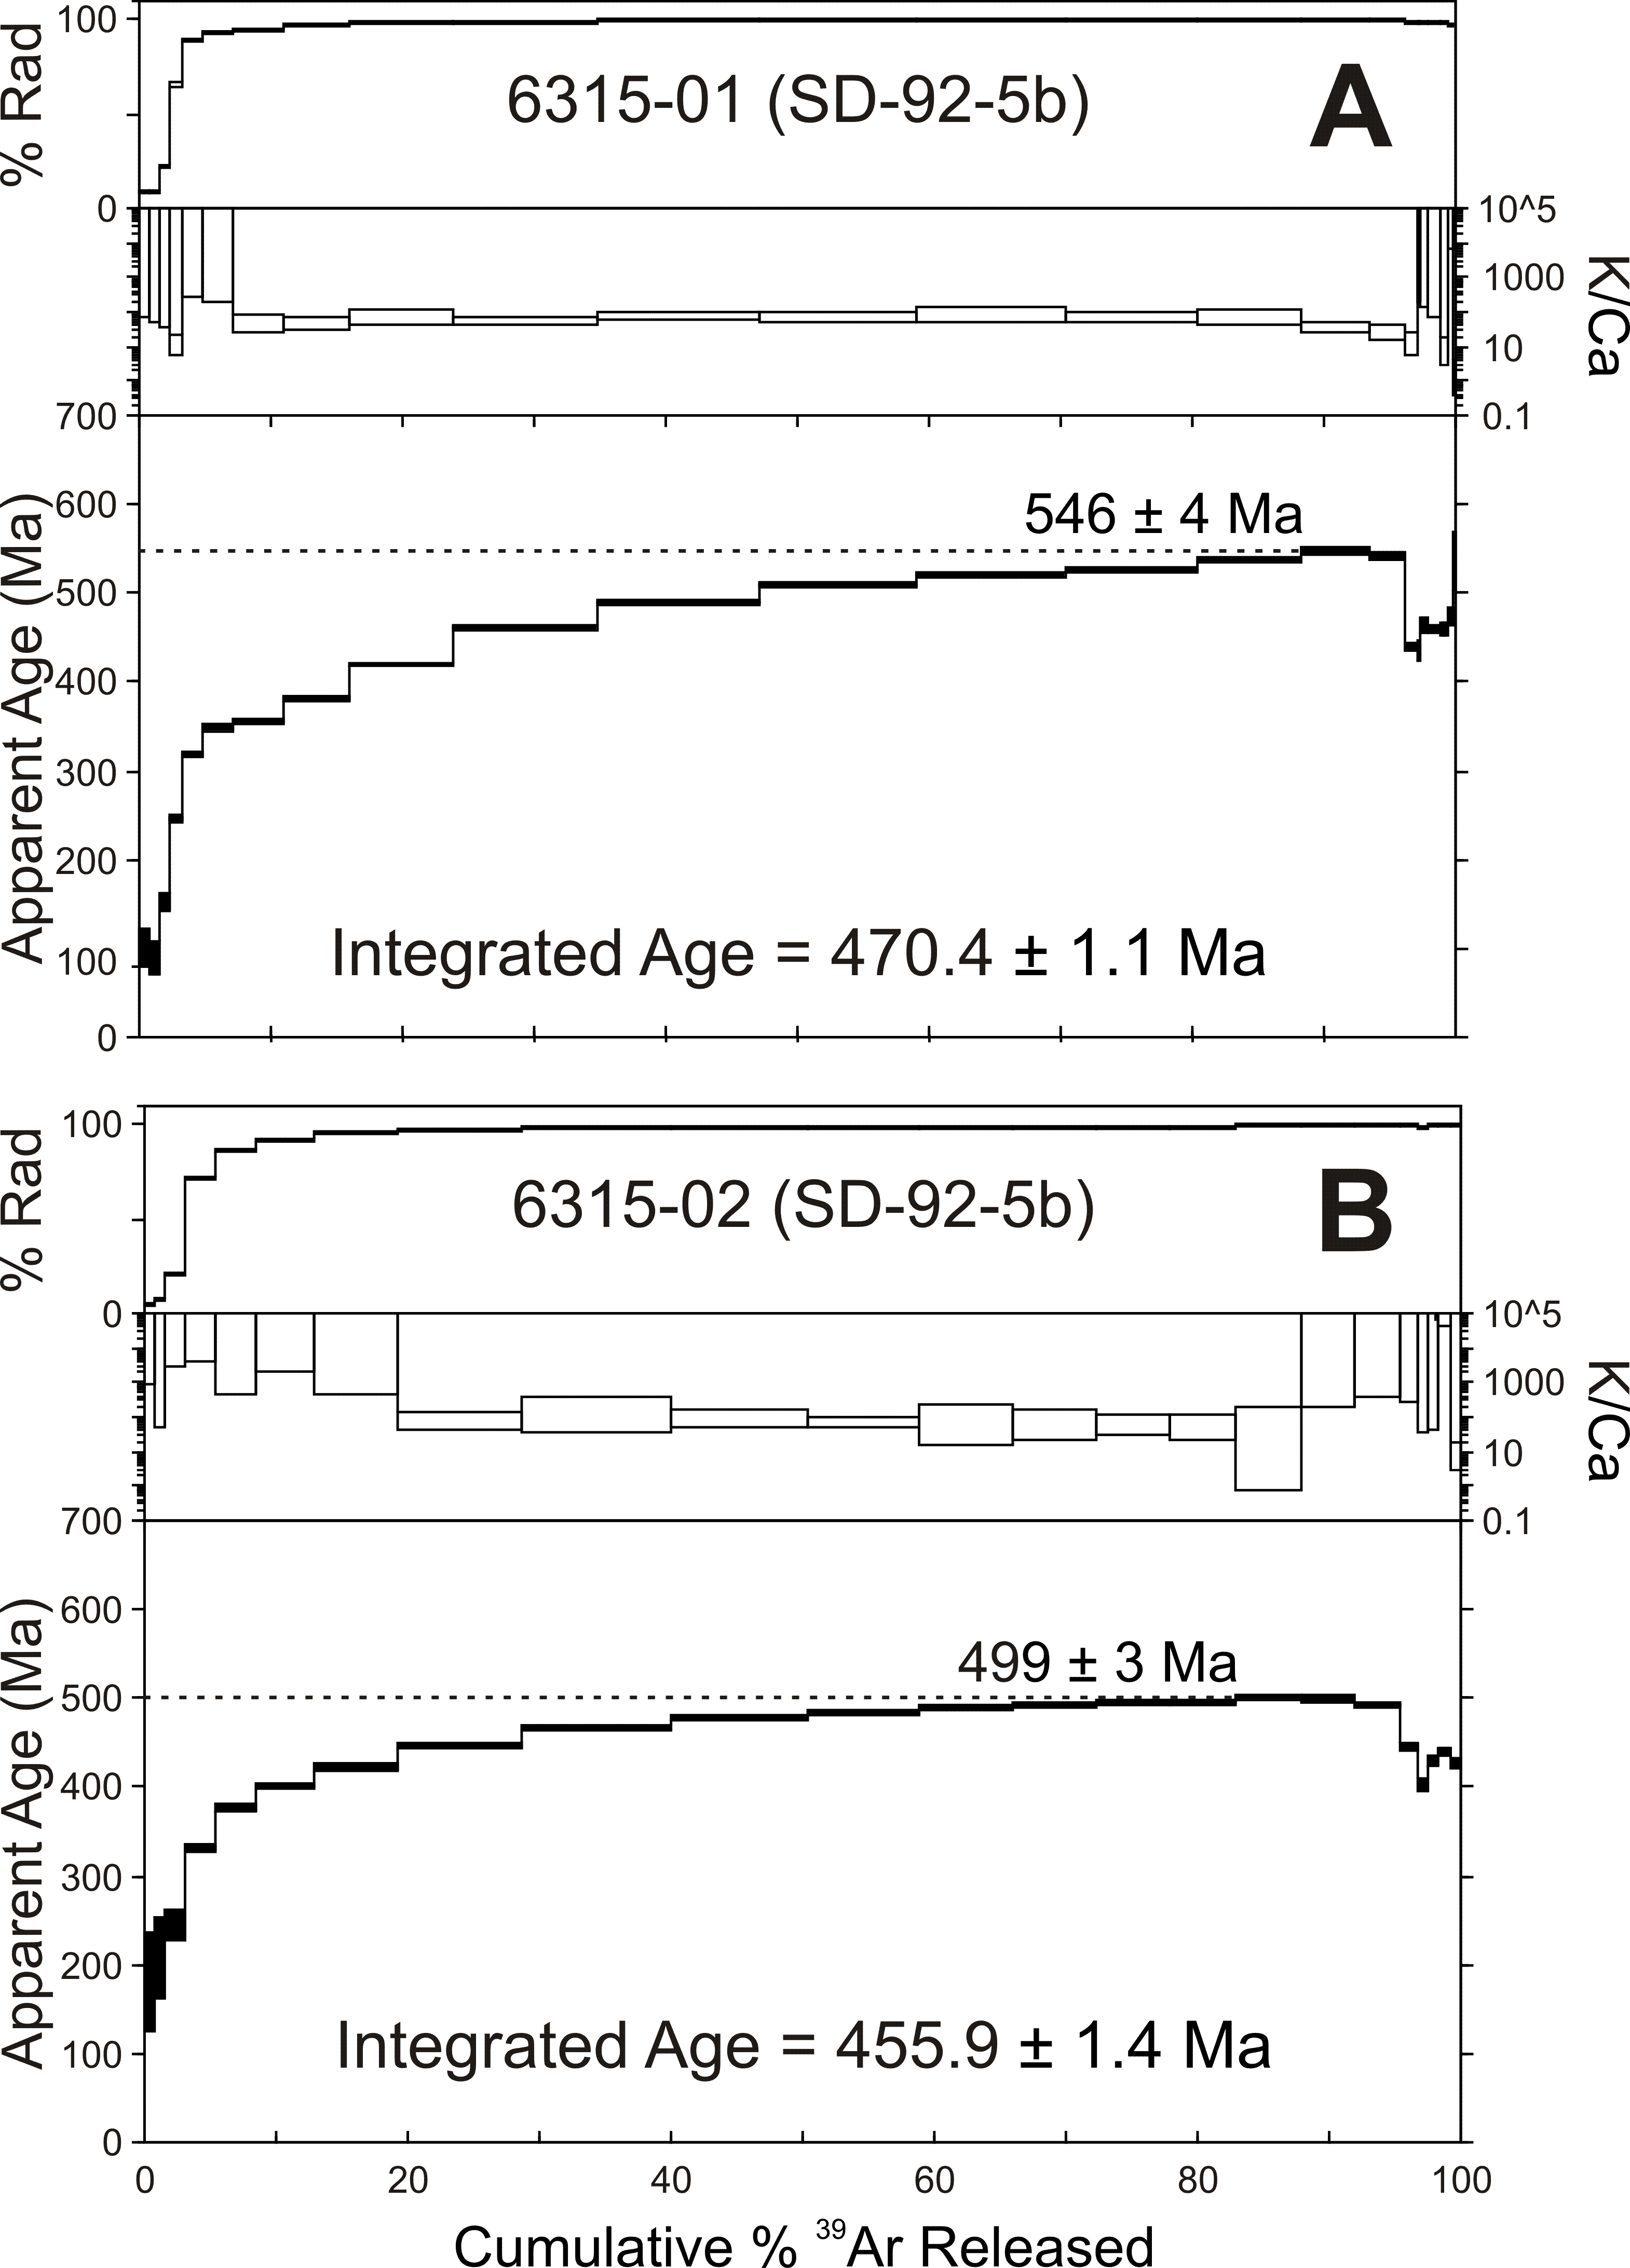 % Rad
100
0
6315-01 (SD-92-5b)
A
10^5
1000
10
0.1
K/Ca
Apparent Age (Ma)
700
600
500
400
300
200
100
0
546 ± 4 Ma
Integrated Age = 470.4 ± 1.1 Ma
% Rad
100
0
6315-02 (SD-92-5b)
B
10^5
1000
10
0.1
K/Ca
Apparent Age (Ma)
700
600
500
400
300
200
100
0
499 ± 3 Ma
Integrated Age = 455.9 ± 1.4 Ma
0 20 40 60 80 100
Cumulative % ³⁹Ar Released